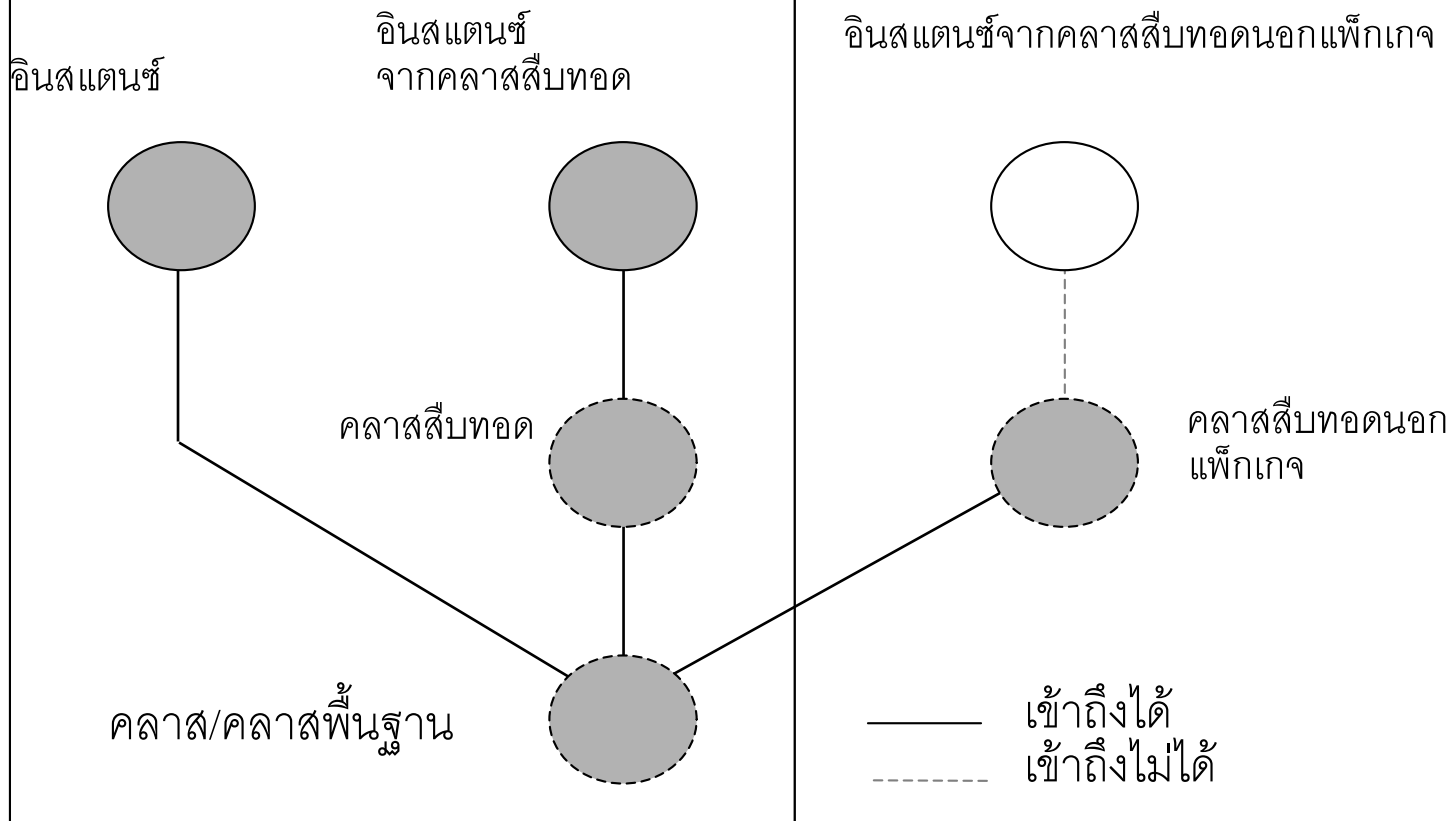 อินสแตนซ์
อินสแตนซ์
จากคลาสสืบทอด
อินสแตนซ์จากคลาสสืบทอดนอกแพ็กเกจ
คลาสสืบทอด
คลาสสืบทอดนอก
แพ็กเกจ
คลาส/คลาสพื้นฐาน
เข้าถึงได้
เข้าถึงไม่ได้